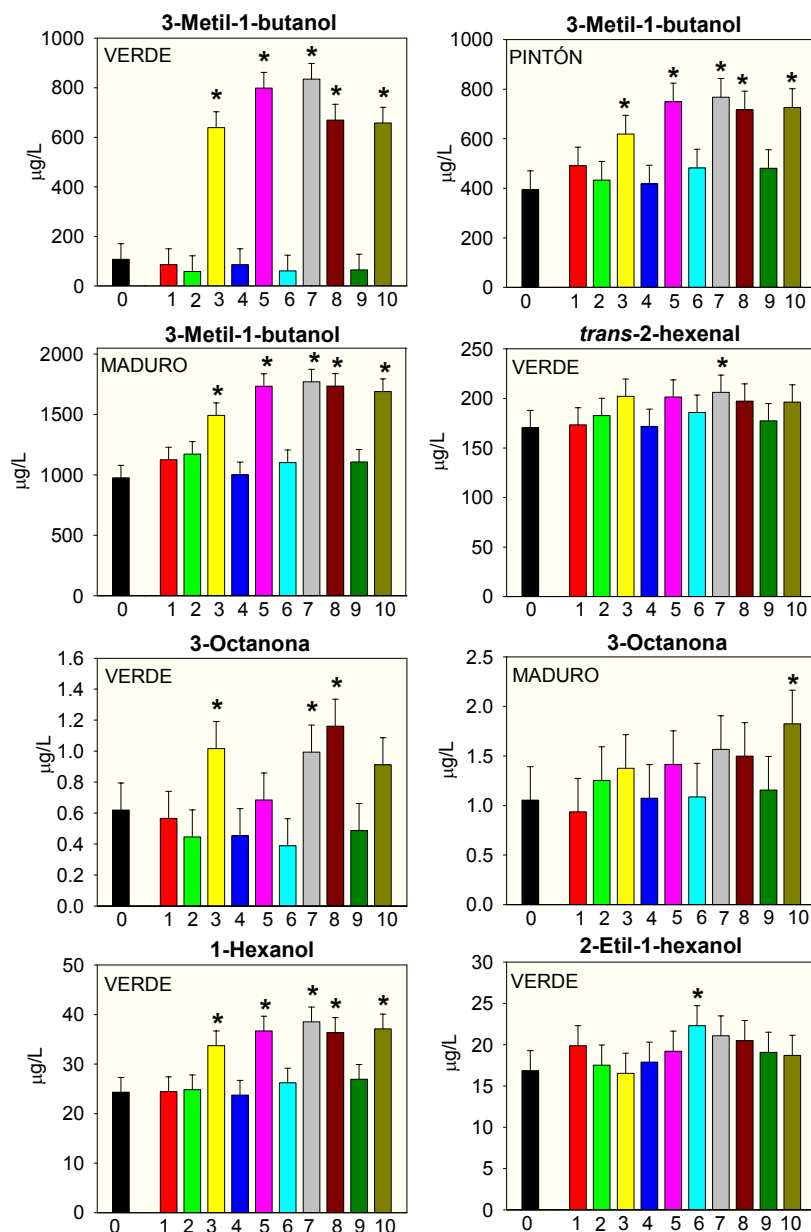 3-Metil-1-butanol
VERDE
µg/L
1000
800
600
400
200
0
* * * * *
0 1 2 3 4 5 6 7 8 9 10
3-Metil-1-butanol
PINTÓN
µg/L
1000
800
600
400
200
0
* * * * *
0 1 2 3 4 5 6 7 8 9 10
3-Metil-1-butanol
MADURO
µg/L
2000
1500
1000
500
0
* * * * *
0 1 2 3 4 5 6 7 8 9 10
trans-2-hexenal
VERDE
µg/L
250
200
150
100
50
0
*
0 1 2 3 4 5 6 7 8 9 10
3-Octanona
VERDE
µg/L
1.6
1.4
1.2
1.0
0.8
0.6
0.4
0.2
0.0
* * *
0 1 2 3 4 5 6 7 8 9 10
3-Octanona
MADURO
µg/L
2.5
2.0
1.5
1.0
0.5
0.0
*
0 1 2 3 4 5 6 7 8 9 10
1-Hexanol
VERDE
µg/L
50
40
30
20
10
0
* * * * *
0 1 2 3 4 5 6 7 8 9 10
2-Etil-1-hexanol
VERDE
µg/L
30
25
20
15
10
5
0
*
0 1 2 3 4 5 6 7 8 9 10